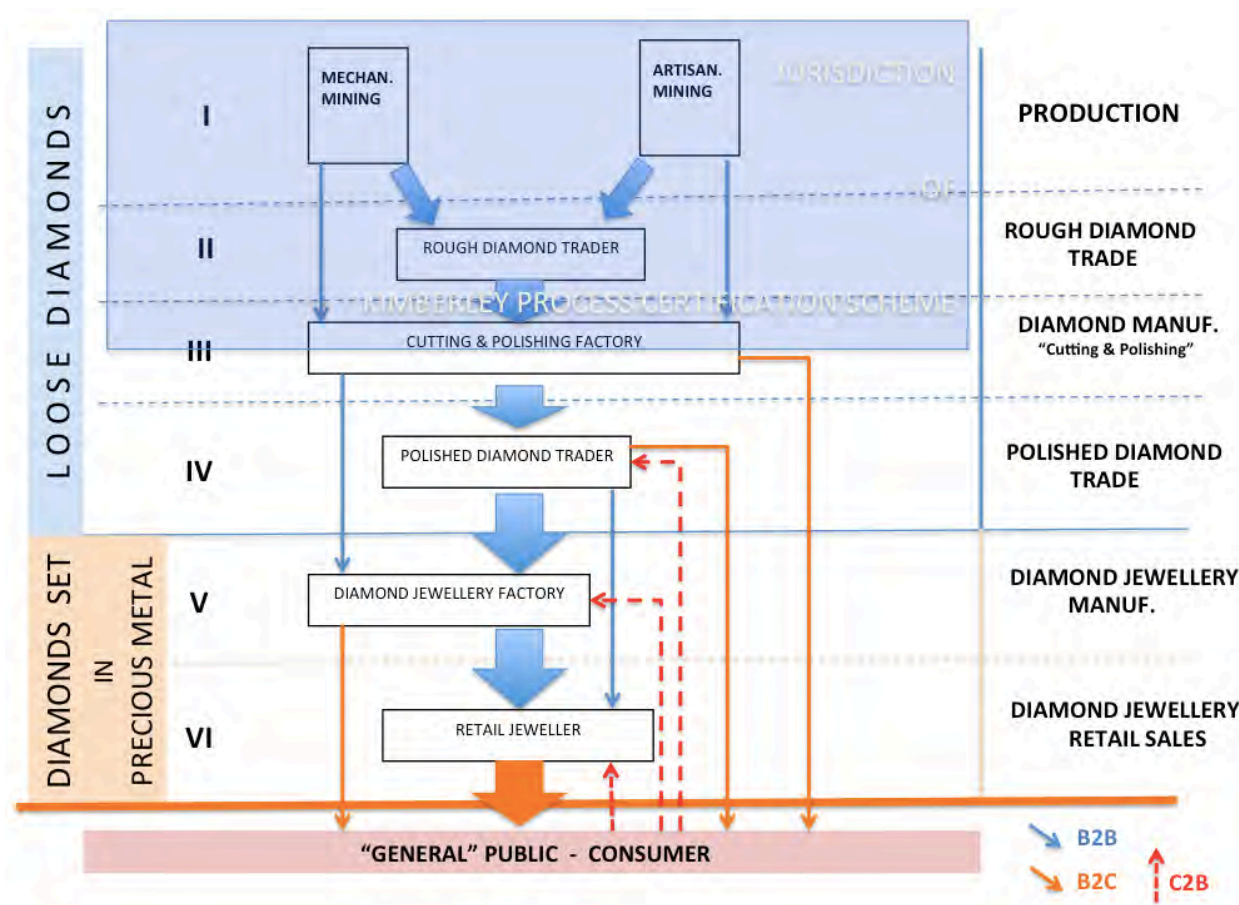 LOOSE DIAMONDS
DIAMONDS SET
IN
PRECIOUS METAL
I
II
III
IV
V
VI
MECHAN.
MINING
ARTISAN.
MINING
JURISDICTION
OF
KIMBERLEY PROCESS CERTIFICATION SCHEME
ROUGH DIAMOND TRADER
CUTTING & POLISHING FACTORY
POLISHED DIAMOND TRADER
DIAMOND JEWELLERY FACTORY
RETAIL JEWELLER
"GENERAL" PUBLIC - CONSUMER
PRODUCTION
ROUGH DIAMOND
TRADE
DIAMOND MANUF.
"Cutting & Polishing"
POLISHED DIAMOND
TRADE
DIAMOND JEWELLERY
MANUF.
DIAMOND JEWELLERY
RETAIL SALES
B2B
B2C
C2B